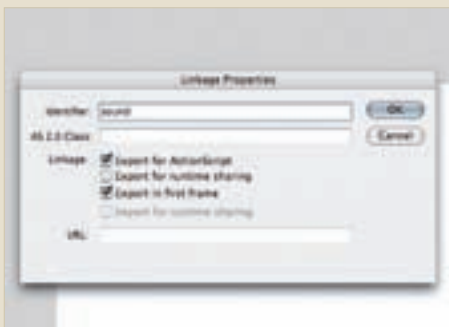 Linkage Properties
Identifier: sound
OK
AS 2.0 Class:
Cancel
Linkage: Export for ActionScript
Export for runtime sharing
Export in first frame
Import for runtime sharing
URL: